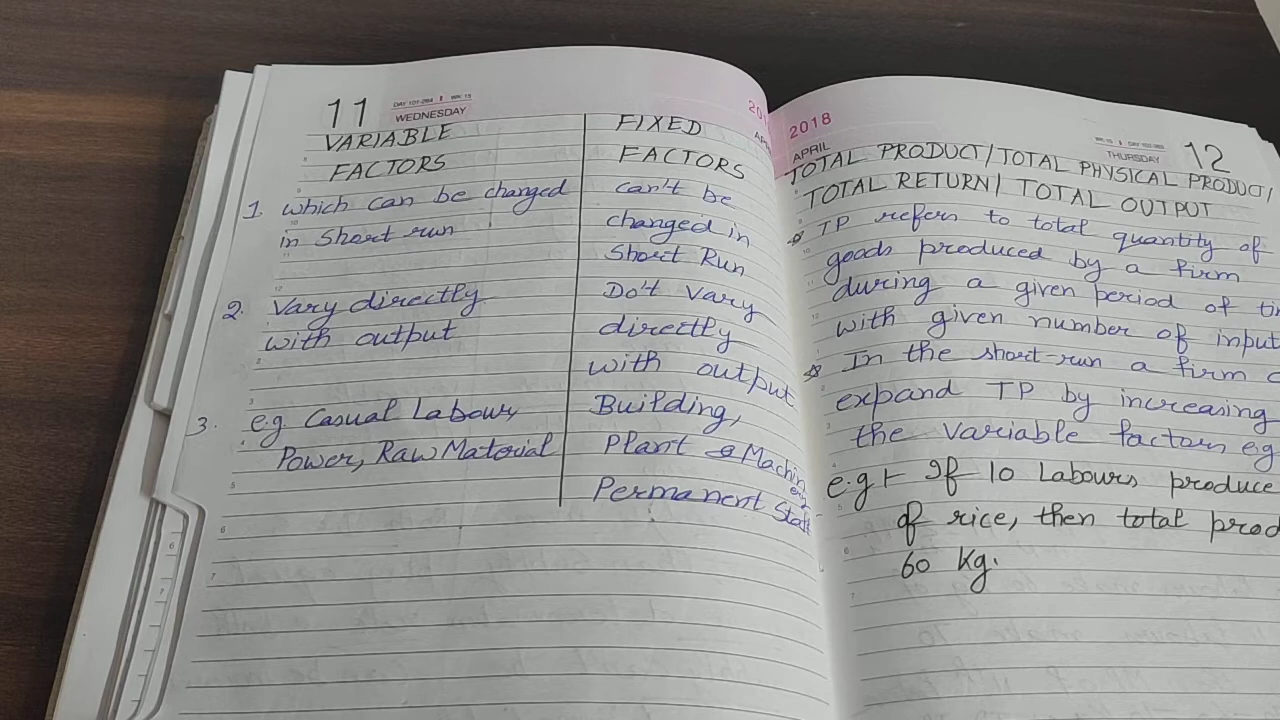 11
WEDNESDAY
VARIABLE
FACTORS
1. which can be changed
in Short run
2. Vary directly
with output
3. e.g Casual Labour,
Power, Raw Material
FIXED
FACTORS
can't be
changed in
Short Run
Do't Vary
directly
with output
Building,
Plant & Machin
ery
Permanent Staff
2018
APRIL
THURSDAY
12
TOTAL PRODUCT/TOTAL PHYSICAL PRODUCT/
TOTAL RETURN/ TOTAL OUTPUT
TP refers to total quantity of
goods produced by a firm
during a given period of
with given number of input
In the short-run a firm
expand TP by increasing
the variable factors e.g
e.g :- If 10 Labours produce
of rice, then total prod
60 kg.